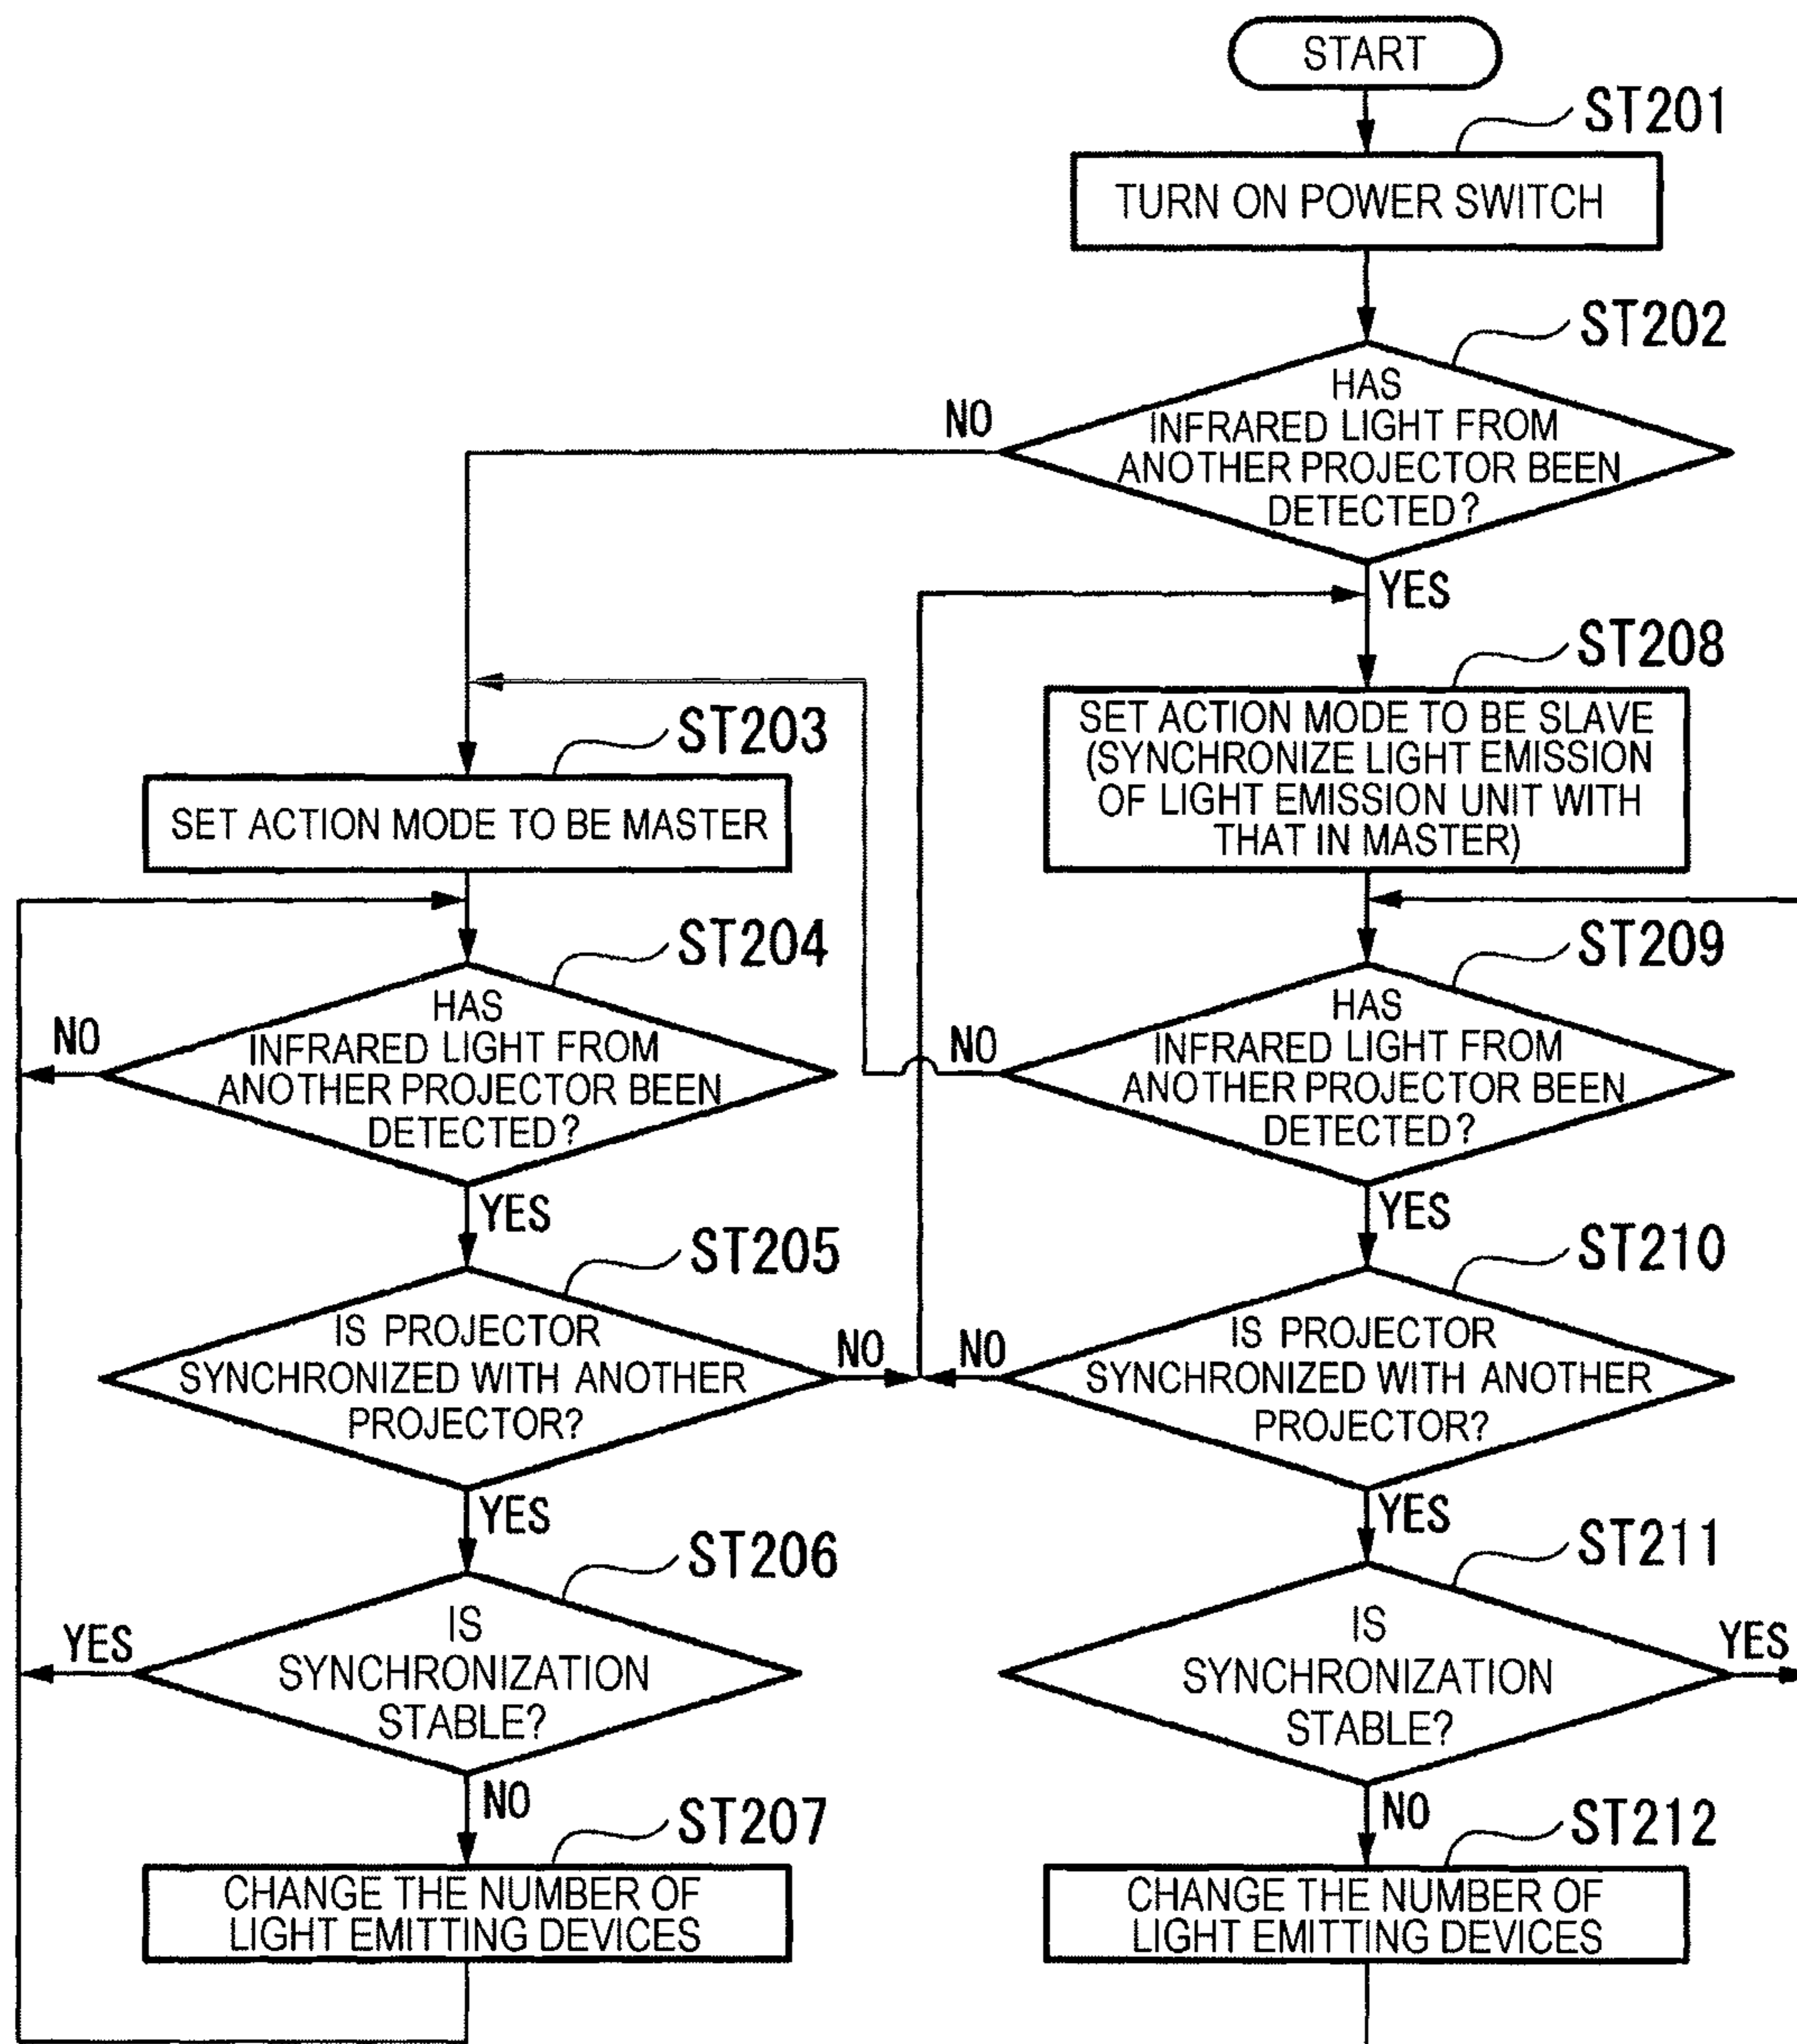 START
ST201
TURN ON POWER SWITCH
ST202
HAS
INFRARED LIGHT FROM
ANOTHER PROJECTOR BEEN
DETECTED?
NO
YES
ST203
SET ACTION MODE TO BE MASTER
ST204
HAS
INFRARED LIGHT FROM
ANOTHER PROJECTOR BEEN
DETECTED?
NO
YES
ST205
IS PROJECTOR
SYNCHRONIZED WITH ANOTHER
PROJECTOR?
NO
YES
ST206
IS
SYNCHRONIZATION
STABLE?
YES
NO
ST207
CHANGE THE NUMBER OF
LIGHT EMITTING DEVICES
ST208
SET ACTION MODE TO BE SLAVE
(SYNCHRONIZE LIGHT EMISSION
OF LIGHT EMISSION UNIT WITH
THAT IN MASTER)
ST209
HAS
INFRARED LIGHT FROM
ANOTHER PROJECTOR BEEN
DETECTED?
NO
YES
ST210
IS PROJECTOR
SYNCHRONIZED WITH ANOTHER
PROJECTOR?
NO
YES
ST211
IS
SYNCHRONIZATION
STABLE?
YES
NO
ST212
CHANGE THE NUMBER OF
LIGHT EMITTING DEVICES